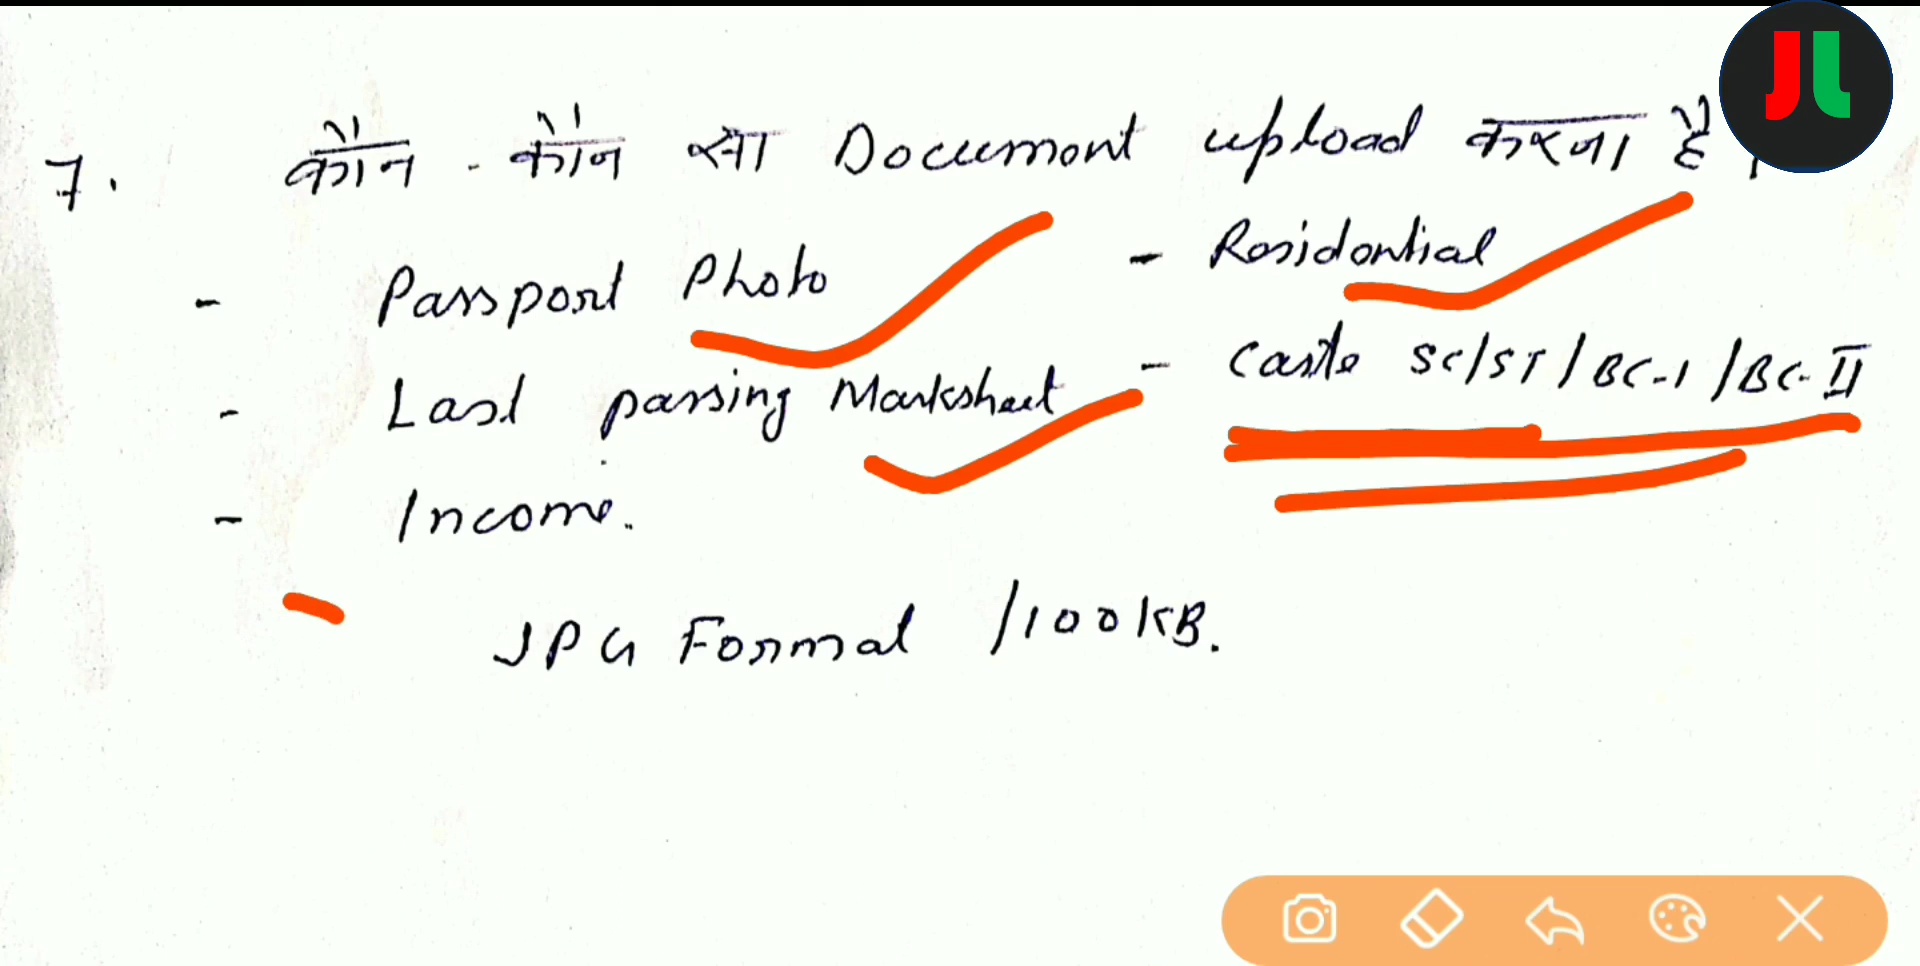 7. कौन - कौन सा Document upload करना है
- Passport Photo
- Residential
- Last passing Marksheet
- Caste SC/ST/BC-I/BC-II
- Income.
JPG Format /100KB.
JL